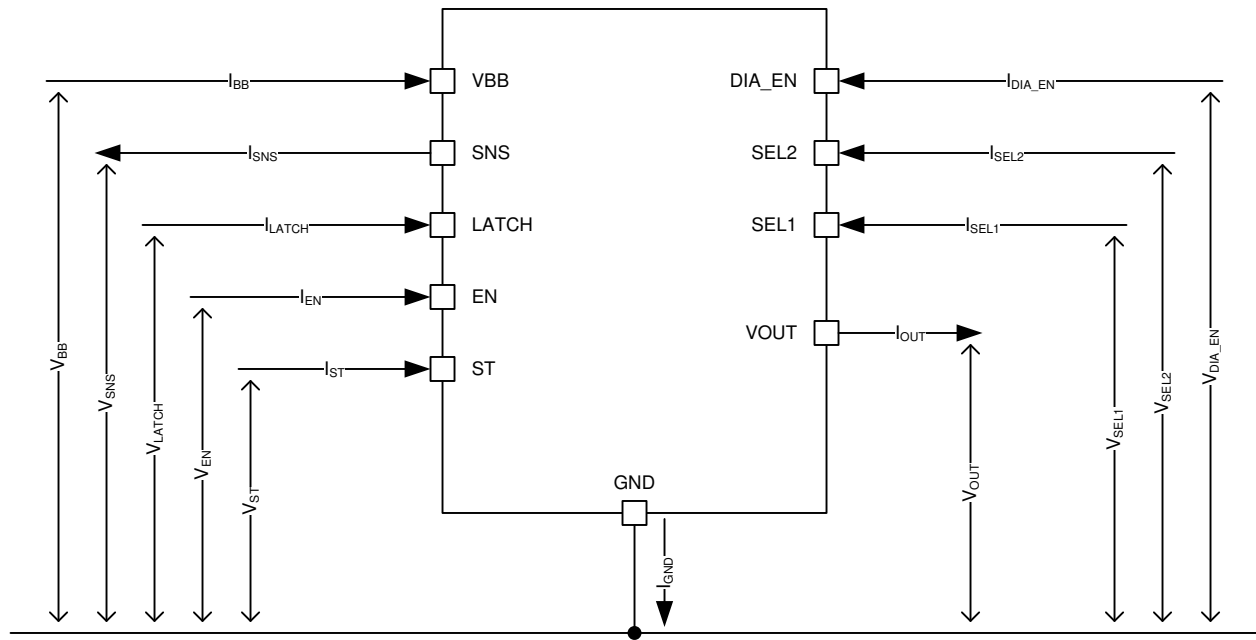 I_BB VBB DIA_EN I_DIA_EN
I_SNS SNS SEL2 I_SEL2
I_LATCH LATCH SEL1 I_SEL1
I_EN EN
VOUT I_OUT
I_ST ST
V_BB
V_SNS
V_LATCH
V_EN
V_ST
GND
I_GND
V_OUT
V_SEL1
V_SEL2
V_DIA_EN